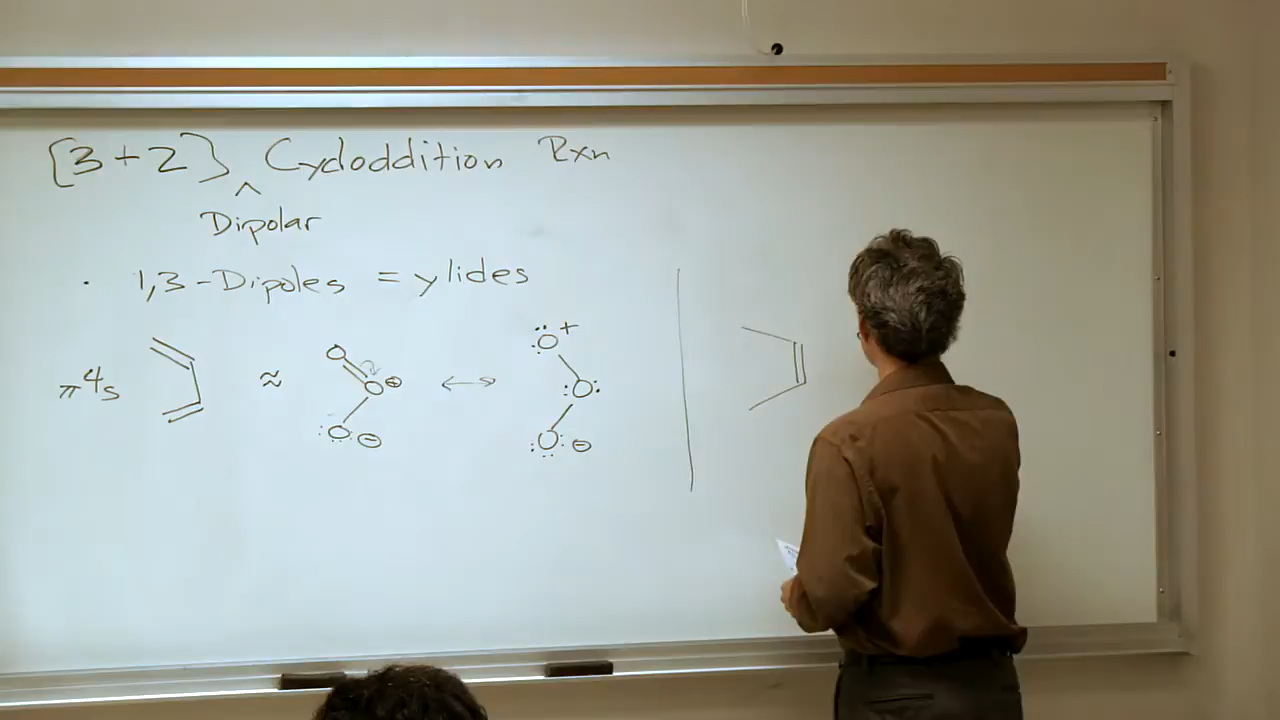 [3+2] Cycloddition Rxn
^
Dipolar
· 1,3-Dipoles = ylides
π4s ≈ O O⊕ :O: ⊖ ↔ :O+ :O: :O: ⊖